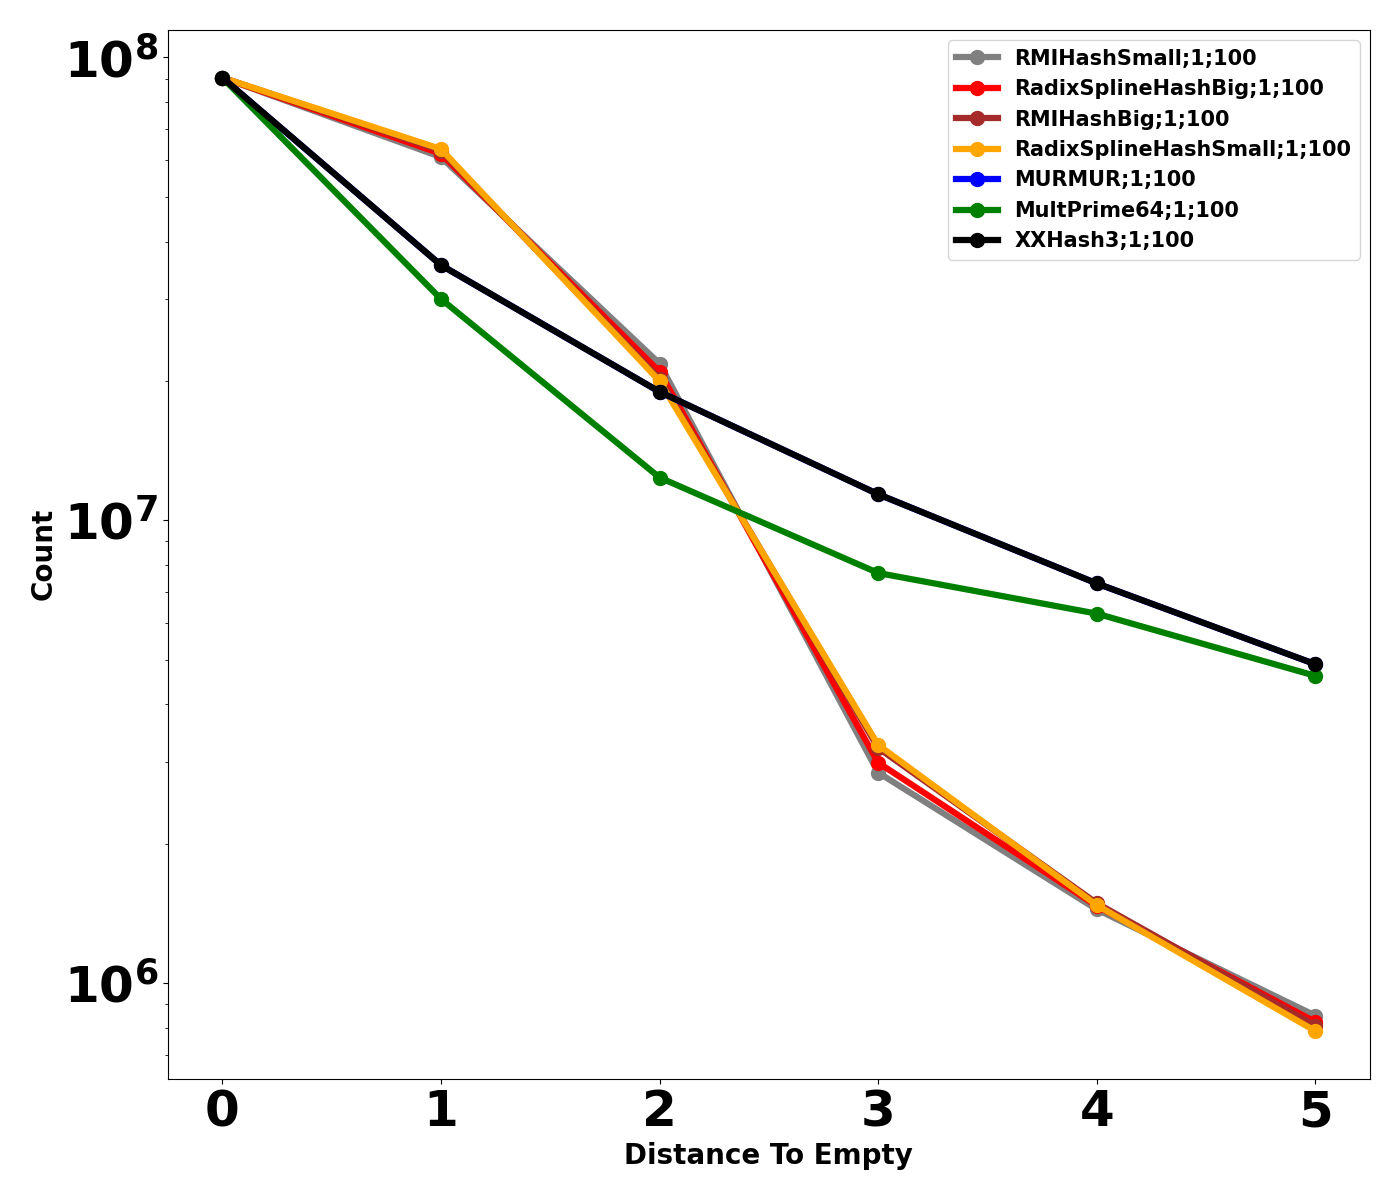 10^8
10^7
10^6
Count
RMIHashSmall;1;100
RadixSplineHashBig;1;100
RMIHashBig;1;100
RadixSplineHashSmall;1;100
MURMUR;1;100
MultPrime64;1;100
XXHash3;1;100
0 1 2 3 4 5
Distance To Empty